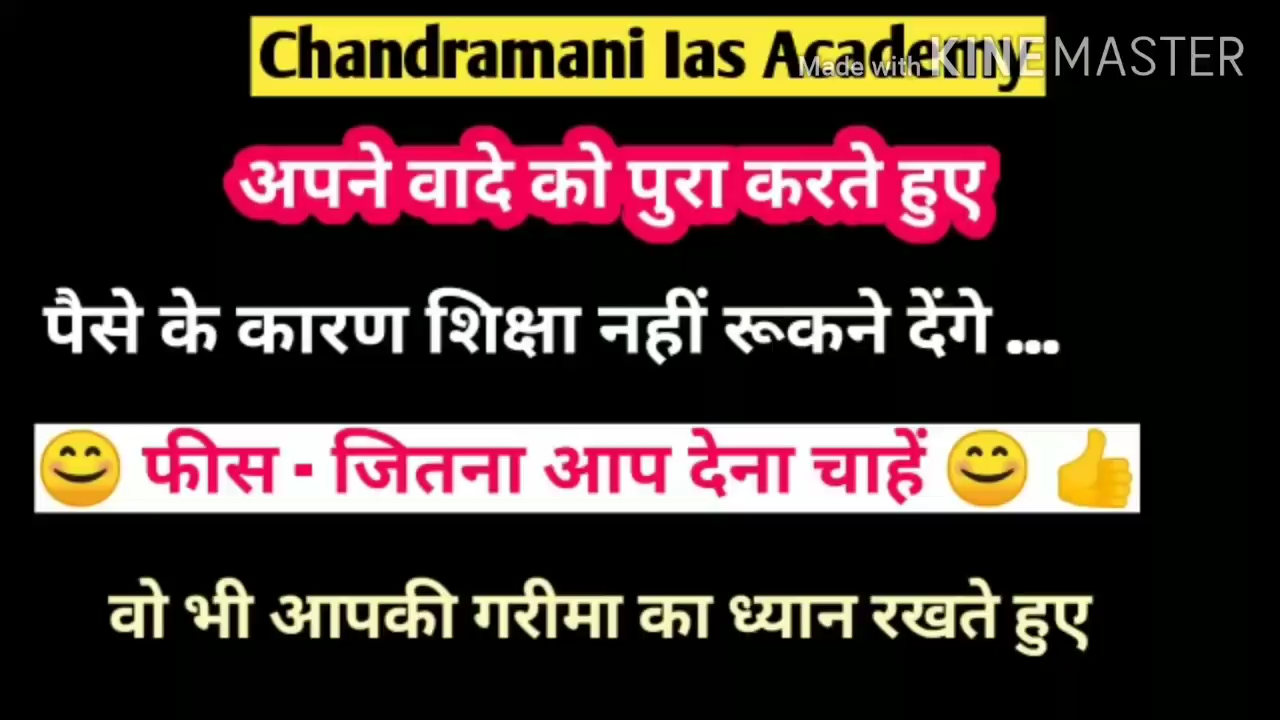 Chandramani Ias Academy
Made with KINEMASTER
अपने वादे को पुरा करते हुए
पैसे के कारण शिक्षा नहीं रूकने देंगे ...
😊 फीस - जितना आप देना चाहें 😊 👍
वो भी आपकी गरीमा का ध्यान रखते हुए